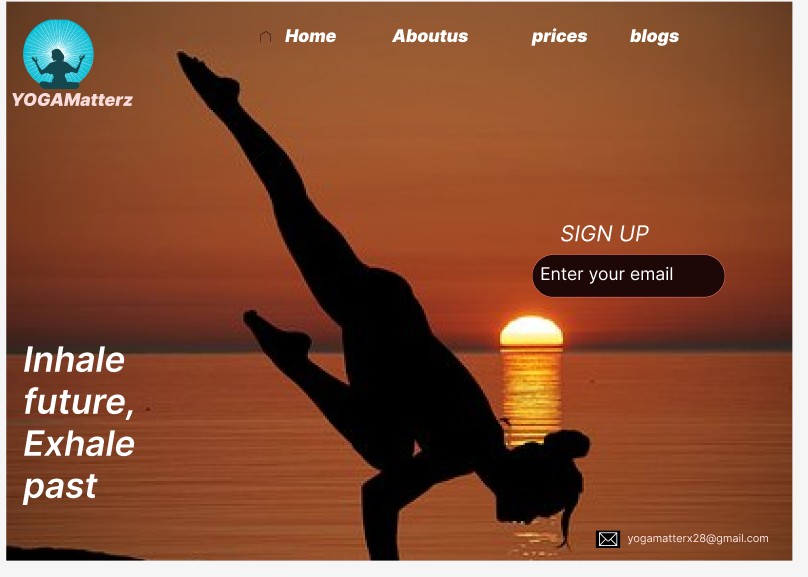 Home Aboutus prices blogs
YOGAMatterz
SIGN UP
Enter your email
Inhale
future,
Exhale
past
yogamatterx28@gmail.com